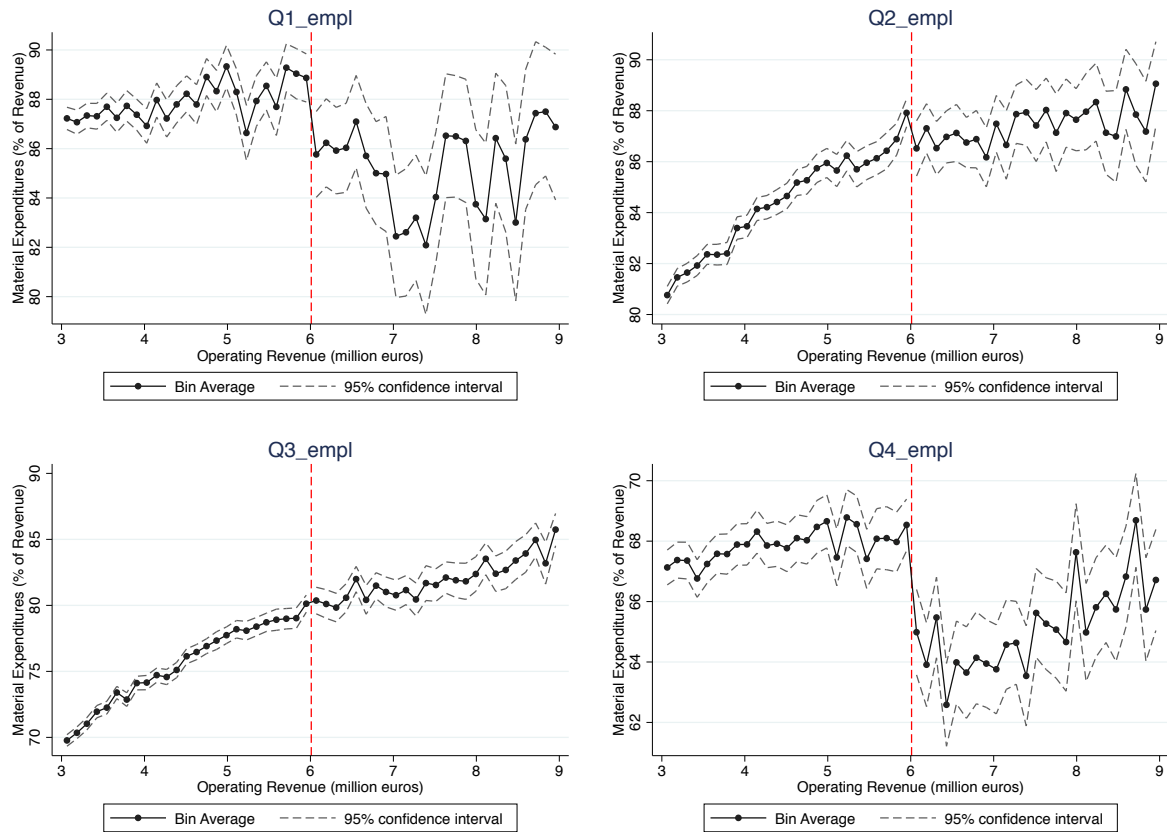 Q1_empl
Material Expenditures (% of Revenue)
90
88
86
84
82
80
3 4 5 6 7 8 9
Operating Revenue (million euros)
Bin Average 95% confidence interval
Q2_empl
Material Expenditures (% of Revenue)
90
88
86
84
82
80
3 4 5 6 7 8 9
Operating Revenue (million euros)
Bin Average 95% confidence interval
Q3_empl
Material Expenditures (% of Revenue)
90
85
80
75
70
3 4 5 6 7 8 9
Operating Revenue (million euros)
Bin Average 95% confidence interval
Q4_empl
Material Expenditures (% of Revenue)
70
68
66
64
62
3 4 5 6 7 8 9
Operating Revenue (million euros)
Bin Average 95% confidence interval